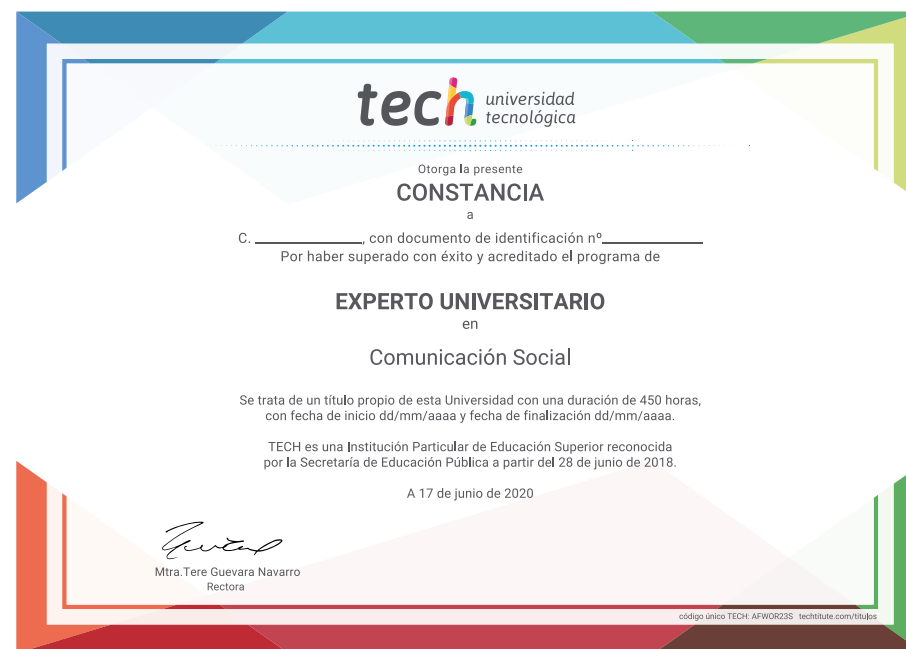 tech universidad
tecnológica
Otorga la presente
CONSTANCIA
a
C. ____________, con documento de identificación nº____________
Por haber superado con éxito y acreditado el programa de
EXPERTO UNIVERSITARIO
en
Comunicación Social
Se trata de un título propio de esta Universidad con una duración de 450 horas,
con fecha de inicio dd/mm/aaaa y fecha de finalización dd/mm/aaaa.
TECH es una Institución Particular de Educación Superior reconocida
por la Secretaría de Educación Pública a partir del 28 de junio de 2018.
A 17 de junio de 2020
Mtra.Tere Guevara Navarro
Rectora
código único TECH: AFWOR23S techtitute.com/titulos